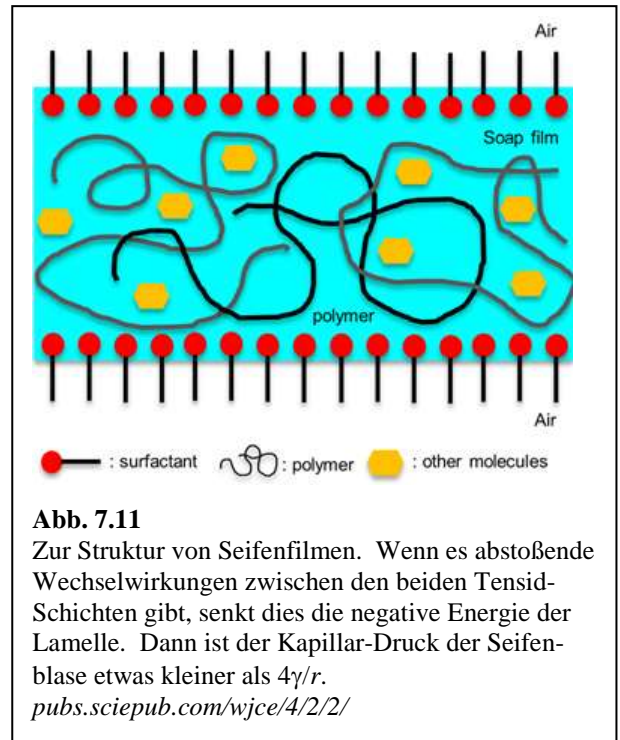 Air
Soap film
polymer
Air
: surfactant : polymer : other molecules
Abb. 7.11
Zur Struktur von Seifenfilmen. Wenn es abstoßende
Wechselwirkungen zwischen den beiden Tensid-
Schichten gibt, senkt dies die negative Energie der
Lamelle. Dann ist der Kapillar-Druck der Seifen-
blase etwas kleiner als 4γ/r.
pubs.sciepub.com/wjce/4/2/2/